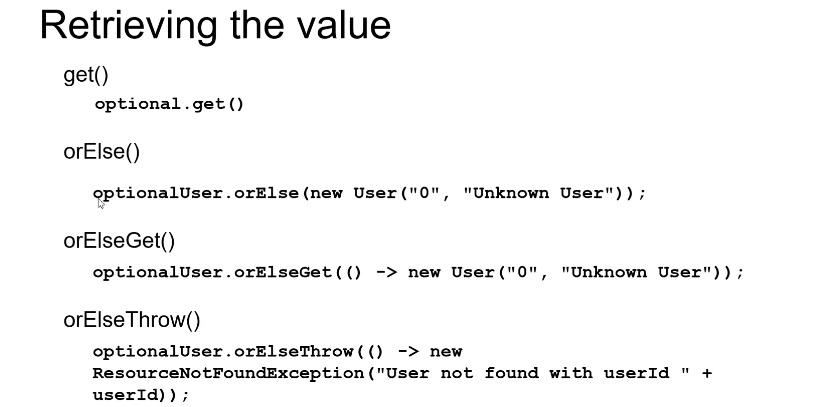 Retrieving the value
get()
optional.get()
orElse()
optionalUser.orElse(new User("0", "Unknown User"));
orElseGet()
optionalUser.orElseGet(() -> new User("0", "Unknown User"));
orElseThrow()
optionalUser.orElseThrow(() -> new
ResourceNotFoundException("User not found with userId " +
userId));